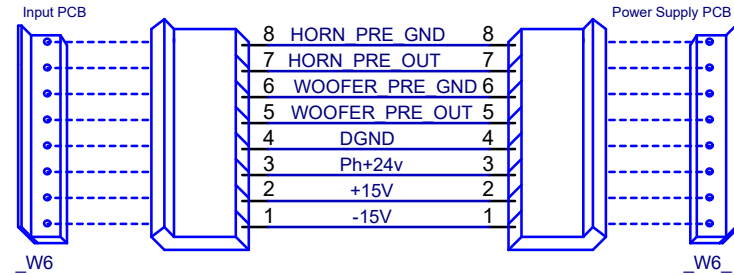 Input PCB Power Supply PCB
8 HORN_PRE_GND 8
7 HORN_PRE_OUT 7
6 WOOFER_PRE_GND 6
5 WOOFER_PRE_OUT 5
4 DGND 4
3 Ph+24v 3
2 +15V 2
1 -15V 1
_W6 _W6_